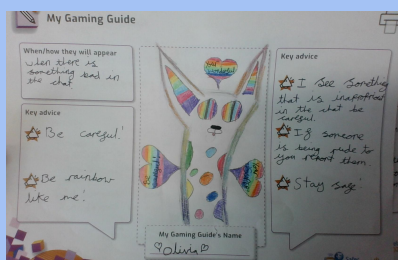 My Gaming Guide
When/how they will appear
when there is
something bad in
the chat
Key advice
Be careful!
Be rainbow
like me!
Key advice
I see something
that is
in the chat be
careful.
If someone
is being rude to
you report them.
Stay safe!
My Gaming Guide's Name
Olivia